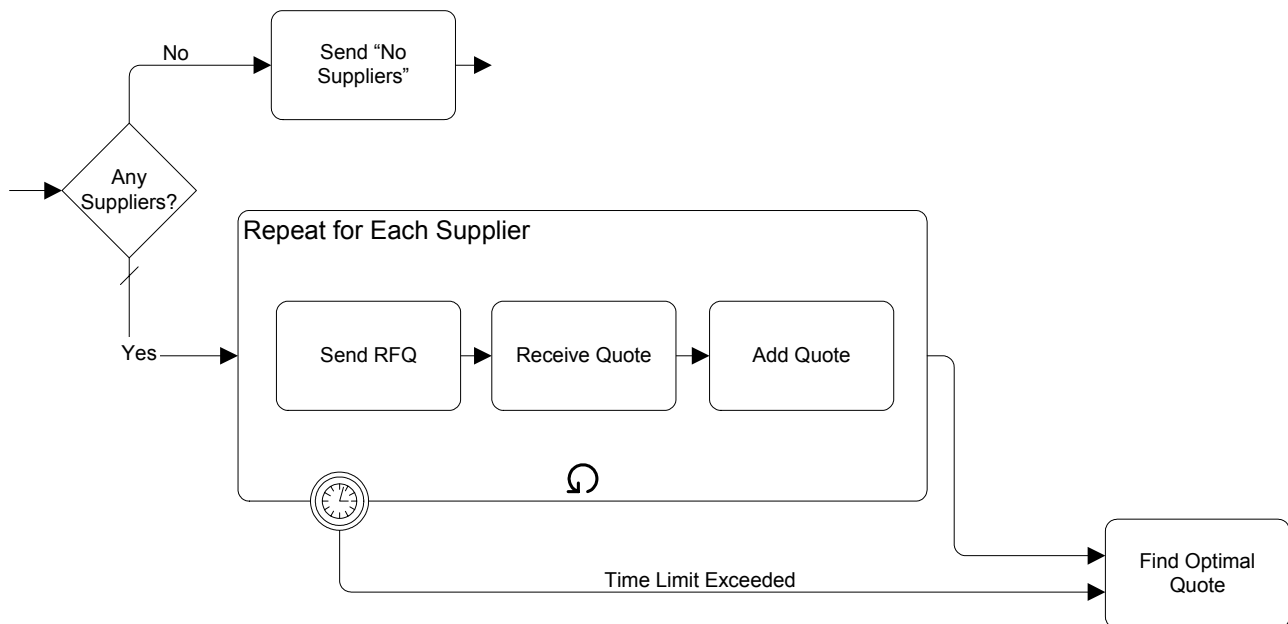 No
Send “No
Suppliers”
Any
Suppliers?
Repeat for Each Supplier
Send RFQ
Receive Quote
Add Quote
Yes
Time Limit Exceeded
Find Optimal
Quote